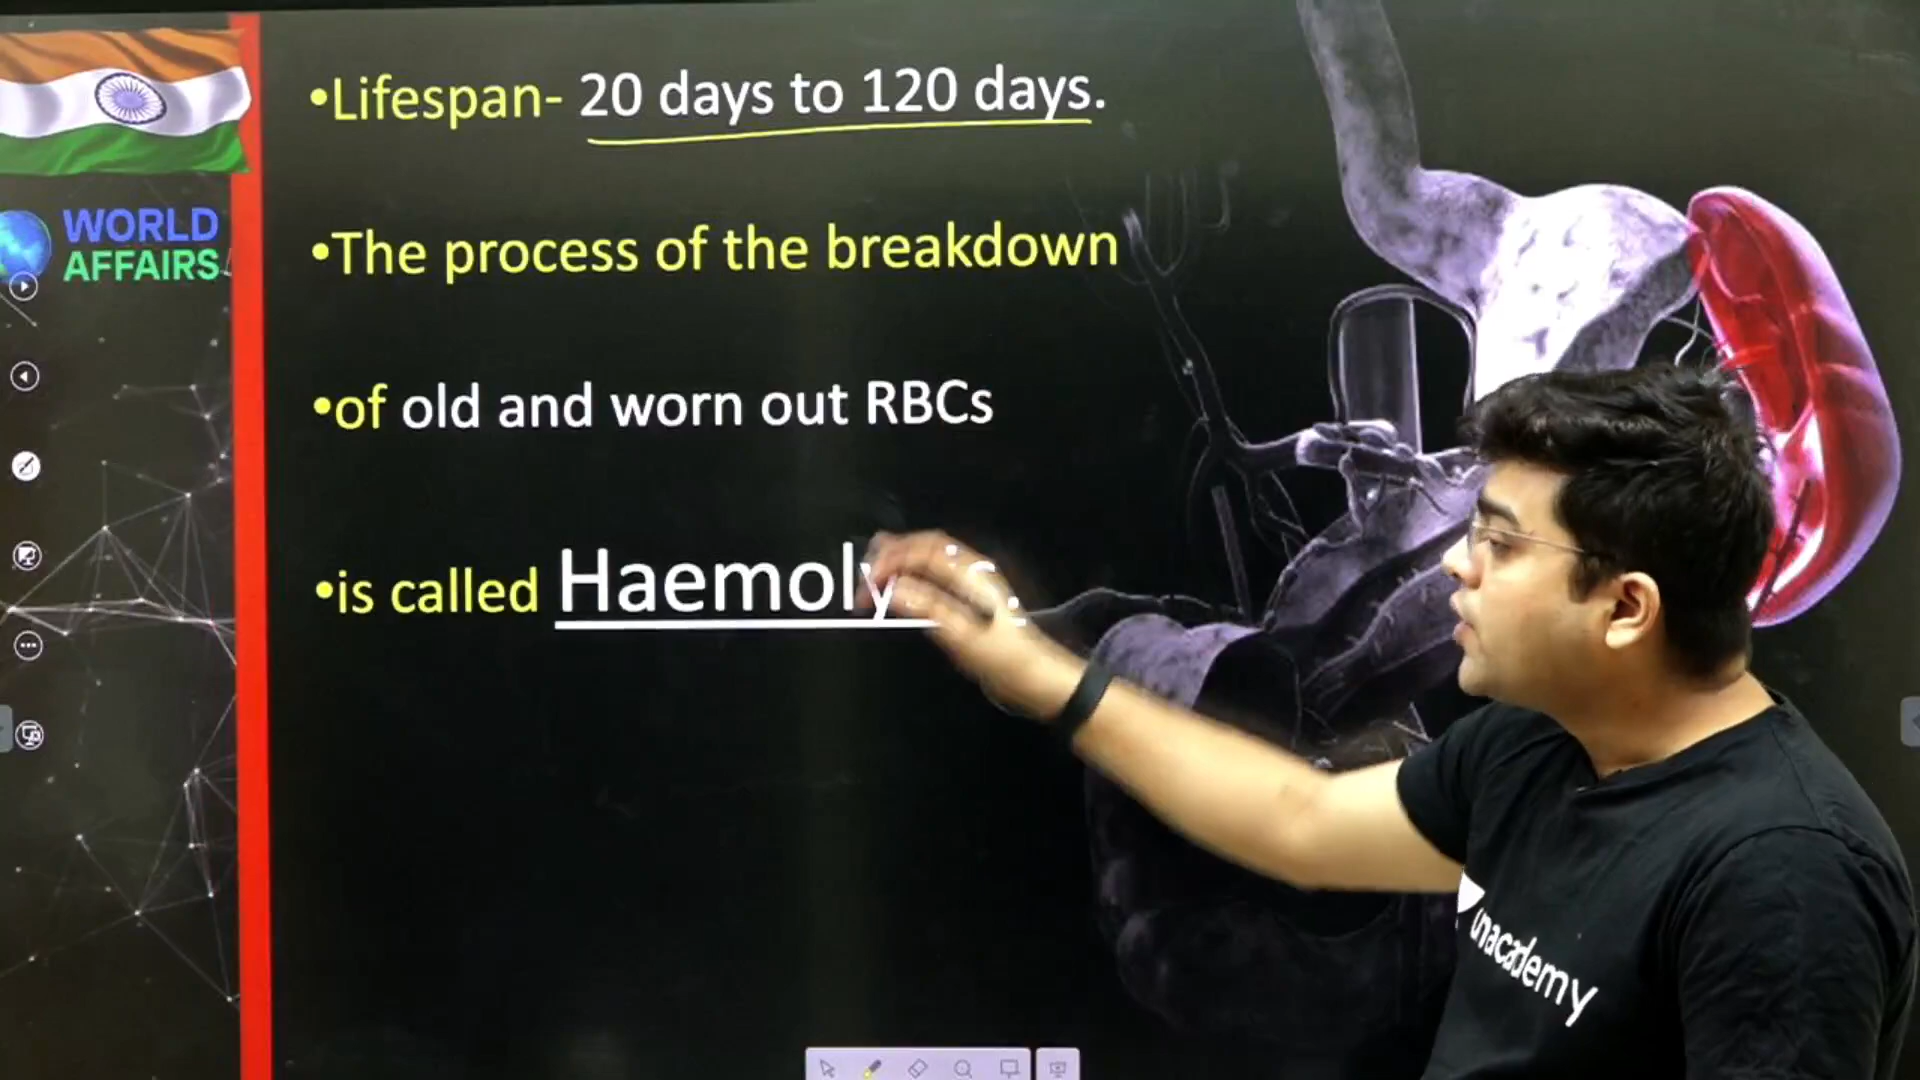 •Lifespan- 20 days to 120 days.
•The process of the breakdown
•of old and worn out RBCs
•is called
WORLD
AFFAIRS
unacademy